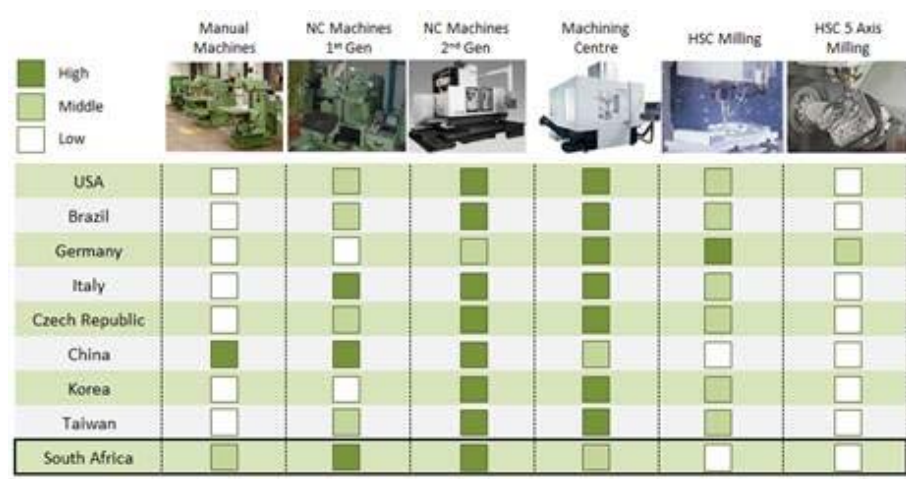 Manual
Machines
NC Machines
1st Gen
NC Machines
2nd Gen
Machining
Centre
HSC Milling
HSC 5 Axis
Milling
High
Middle
Low
USA
Brazil
Germany
Italy
Czech Republic
China
Korea
Taiwan
South Africa